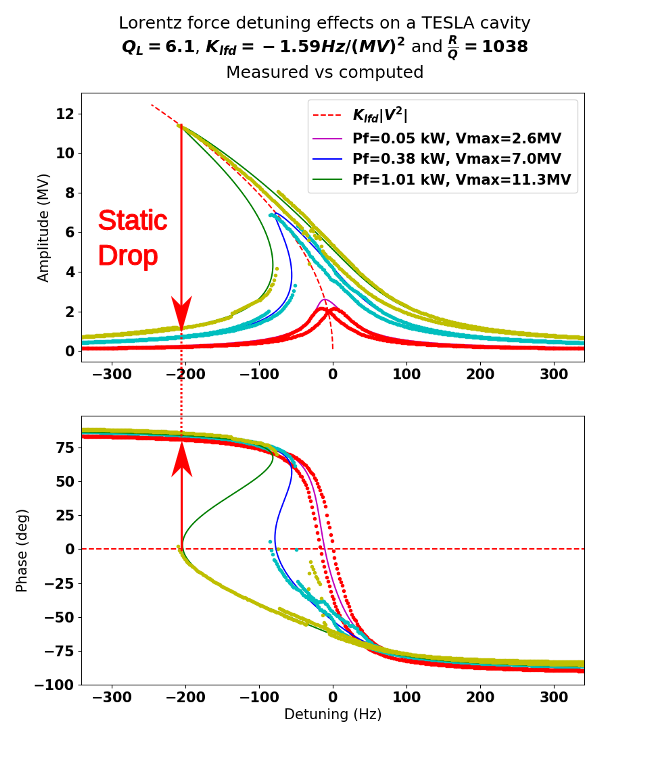 Lorentz force detuning effects on a TESLA cavity
Q_L = 6.1, K_lfd = −1.59Hz/(MV)² and R/Q = 1038
Measured vs computed
Amplitude (MV)
12
10
8
6
4
2
0
K_lfd|V²|
Pf=0.05 kW, Vmax=2.6MV
Pf=0.38 kW, Vmax=7.0MV
Pf=1.01 kW, Vmax=11.3MV
Static
Drop
−300 −200 −100 0 100 200 300
Phase (deg)
75
50
25
0
−25
−50
−75
−100
−300 −200 −100 0 100 200 300
Detuning (Hz)